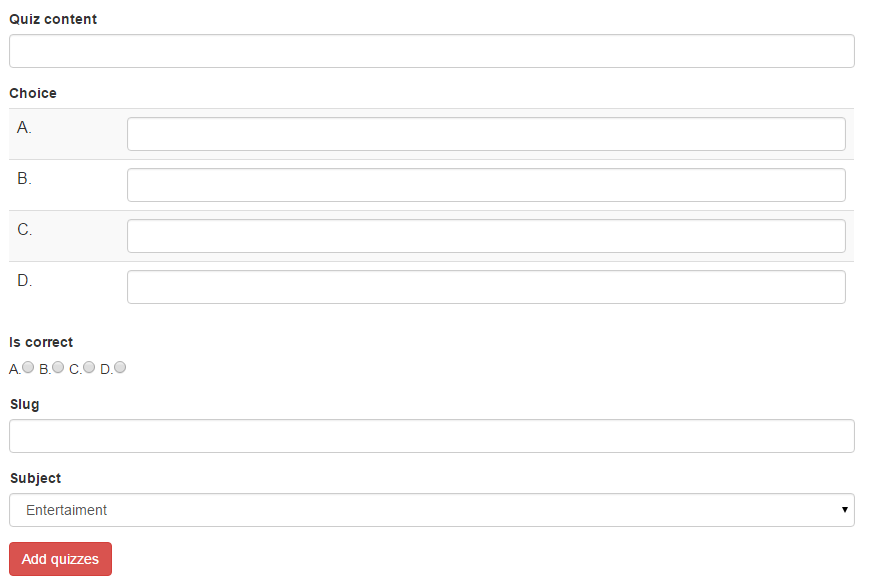 Quiz content
Choice
A.
B.
C.
D.
Is correct
A. B. C. D.
Slug
Subject
Entertaiment
Add quizzes